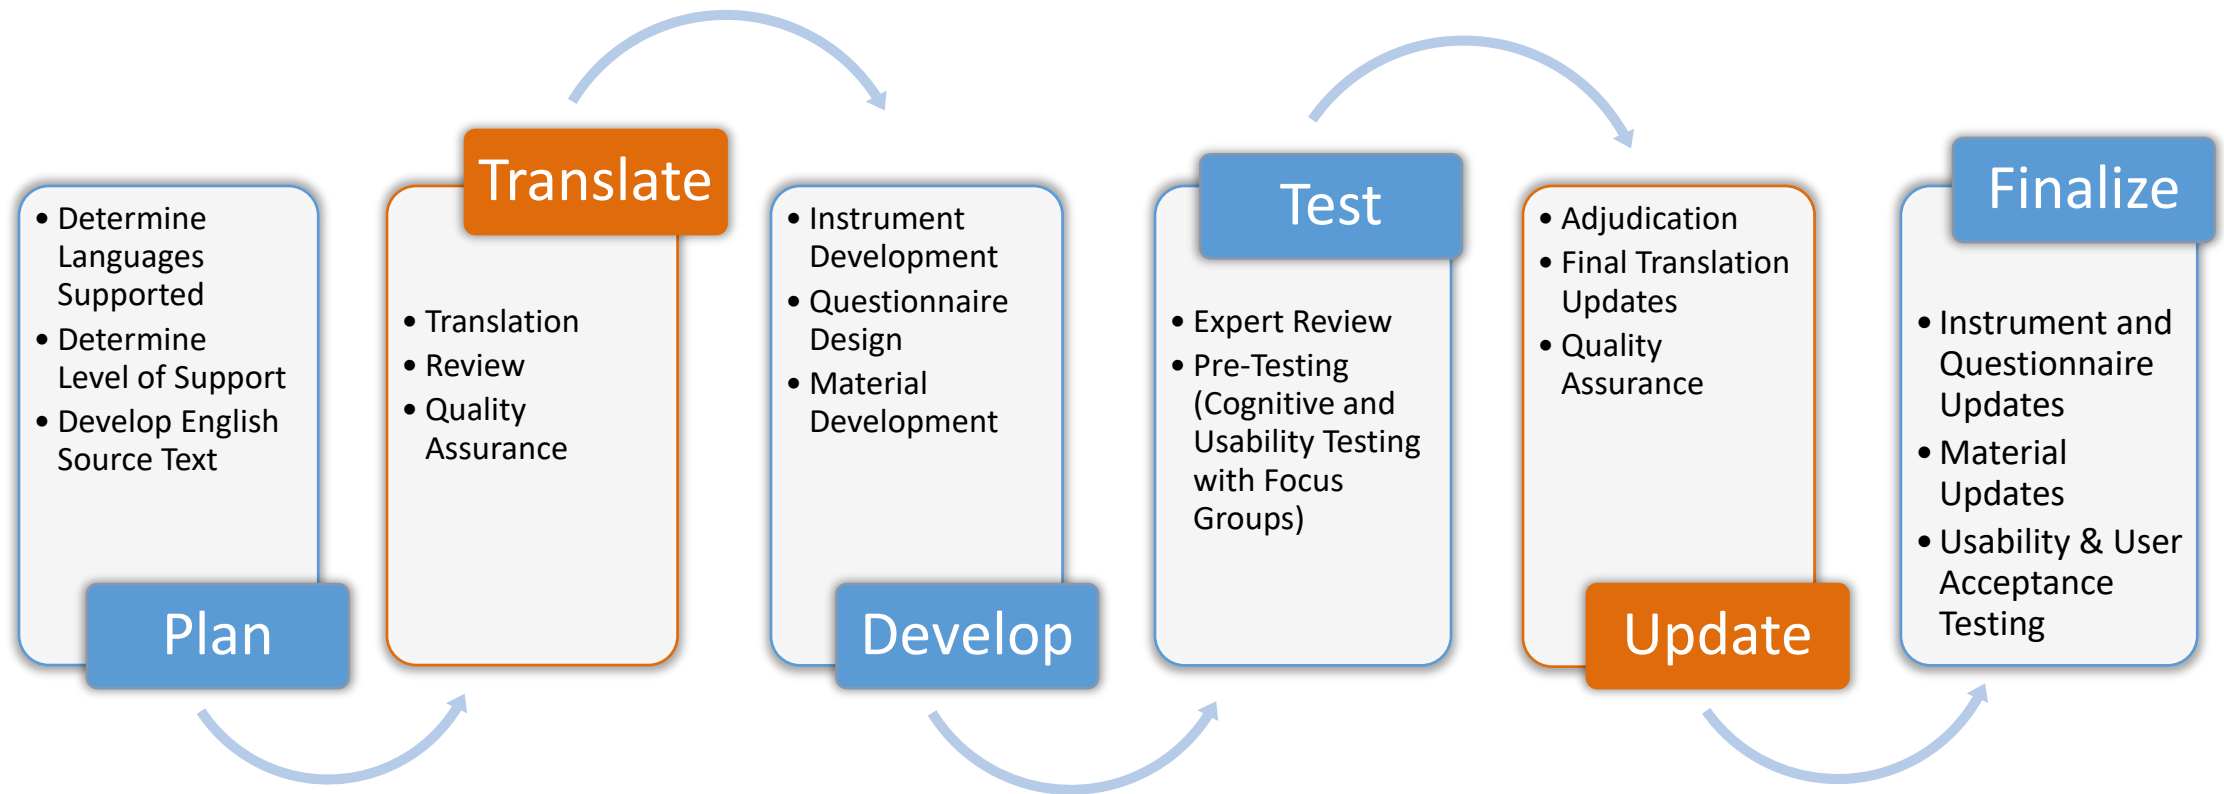 • Determine
Languages
Supported
• Determine
Level of Support
• Develop English
Source Text
Plan
Translate
• Translation
• Review
• Quality
Assurance
• Instrument
Development
• Questionnaire
Design
• Material
Development
Develop
Test
• Expert Review
• Pre-Testing
(Cognitive and
Usability Testing
with Focus
Groups)
• Adjudication
• Final Translation
Updates
• Quality
Assurance
Update
Finalize
• Instrument and
Questionnaire
Updates
• Material
Updates
• Usability & User
Acceptance
Testing